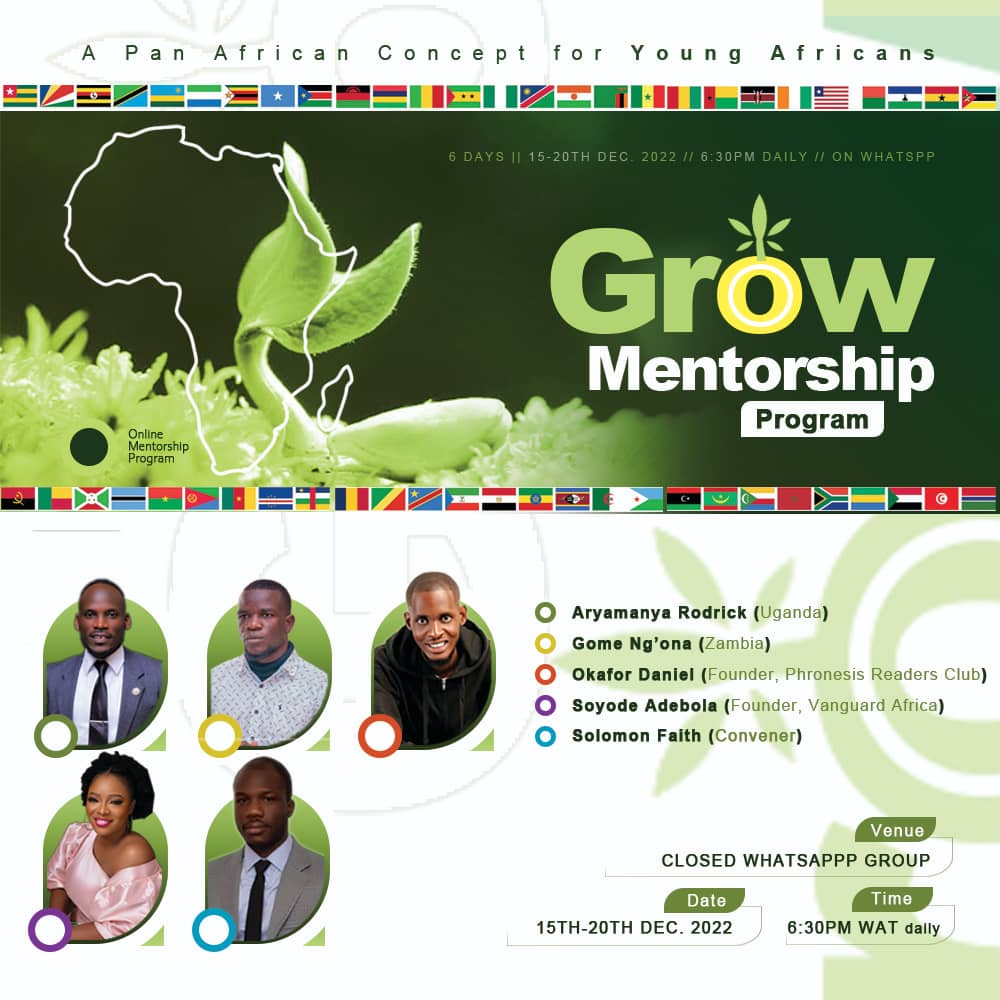 A Pan African Concept for Young Africans
6 DAYS || 15-20TH DEC. 2022 // 6:30PM DAILY // ON WHATSPP
Grow
Mentorship
Program
Online
Mentorship
Program
Aryamanya Rodrick (Uganda)
Gome Ng'ona (Zambia)
Okafor Daniel (Founder, Phronesis Readers Club)
Soyode Adebola (Founder, Vanguard Africa)
Solomon Faith (Convener)
Venue
CLOSED WHATSAPPP GROUP
Date
15TH-20TH DEC. 2022
Time
6:30PM WAT daily